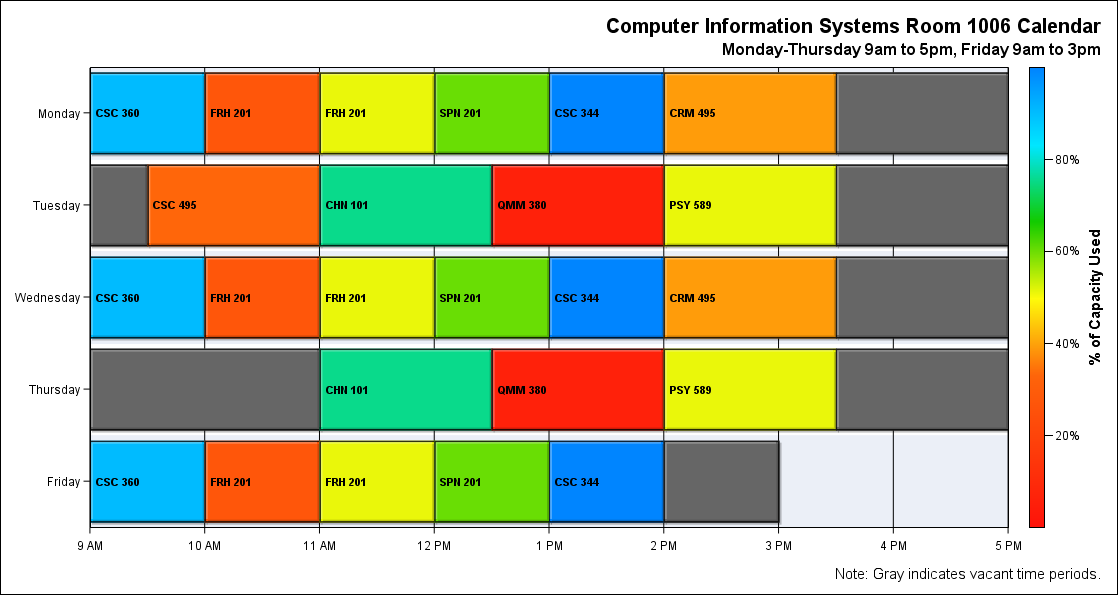 Computer Information Systems Room 1006 Calendar
Monday-Thursday 9am to 5pm, Friday 9am to 3pm
Monday
CSC 360
FRH 201
FRH 201
SPN 201
CSC 344
CRM 495
Tuesday
CSC 495
CHN 101
QMM 380
PSY 589
Wednesday
CSC 360
FRH 201
FRH 201
SPN 201
CSC 344
CRM 495
Thursday
CHN 101
QMM 380
PSY 589
Friday
CSC 360
FRH 201
FRH 201
SPN 201
CSC 344
9 AM
10 AM
11 AM
12 PM
1 PM
2 PM
3 PM
4 PM
5 PM
80%
60%
40%
20%
% of Capacity Used
Note: Gray indicates vacant time periods.